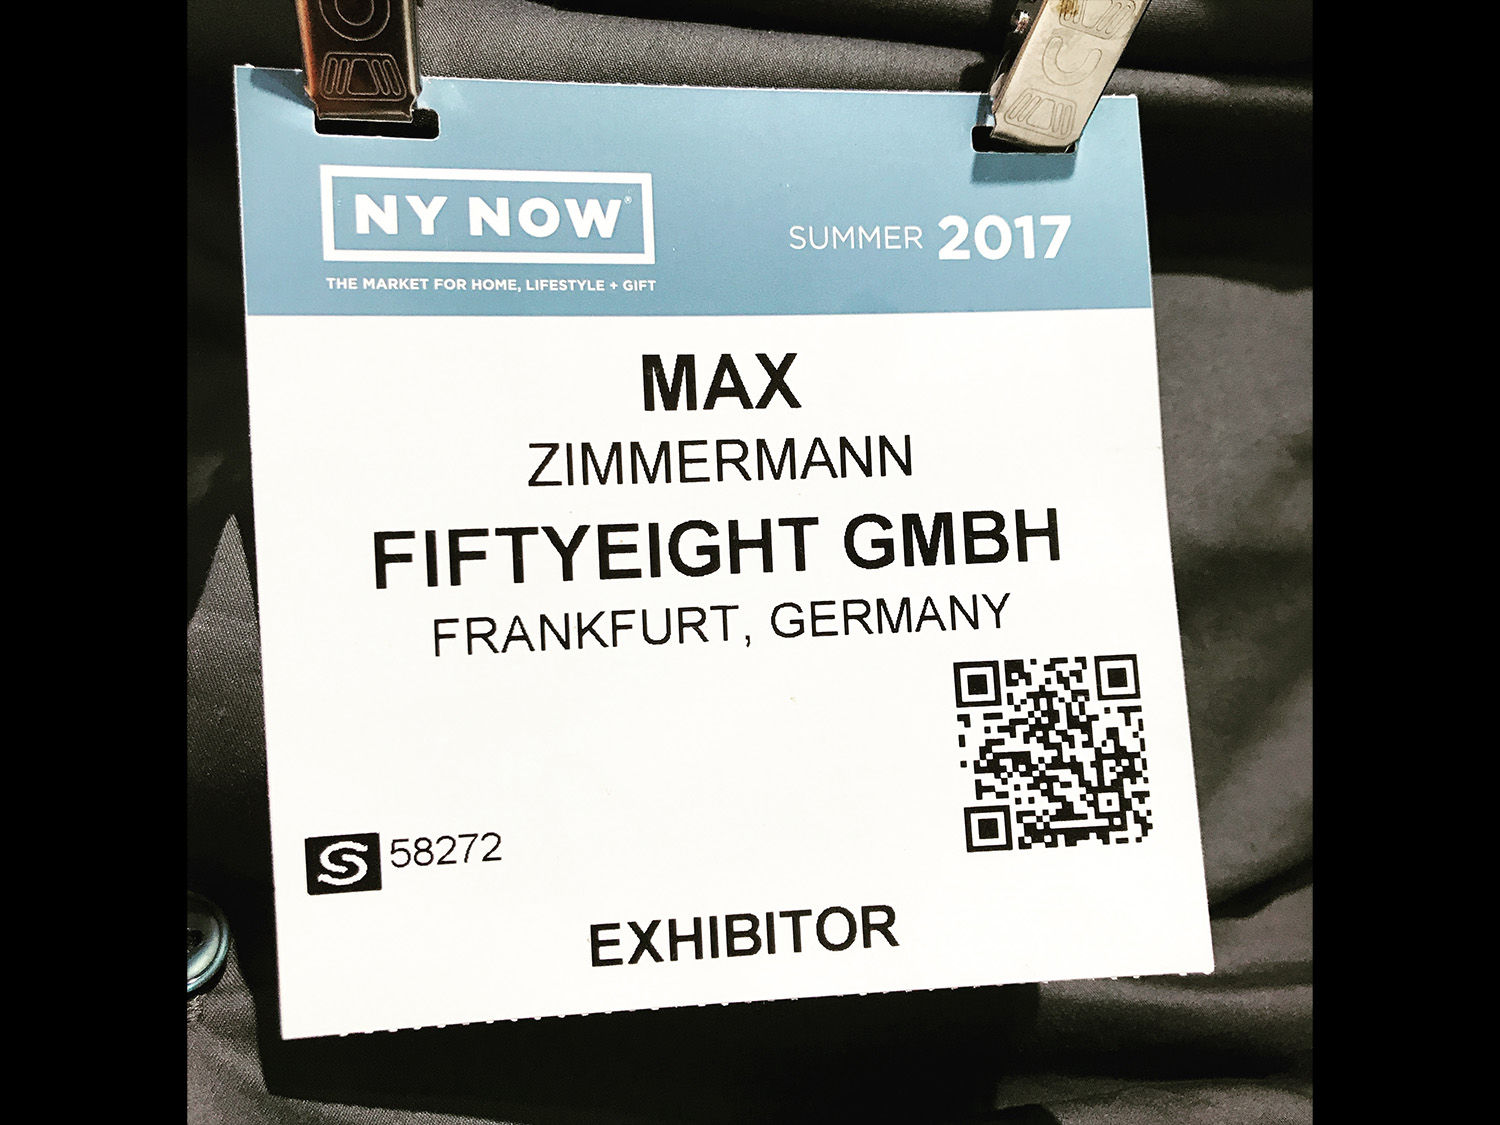 NY NOW®
THE MARKET FOR HOME, LIFESTYLE + GIFT
SUMMER 2017
MAX
ZIMMERMANN
FIFTYEIGHT GMBH
FRANKFURT, GERMANY
S 58272
EXHIBITOR